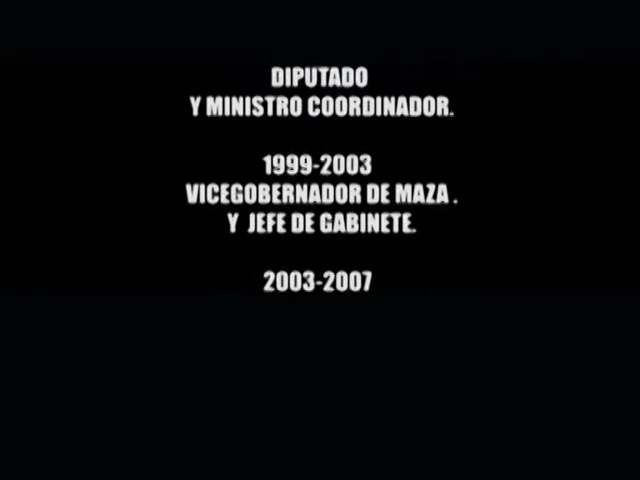 DIPUTADO
Y MINISTRO COORDINADOR.
1999-2003
VICEGOBERNADOR DE MAZA .
Y JEFE DE GABINETE.
2003-2007